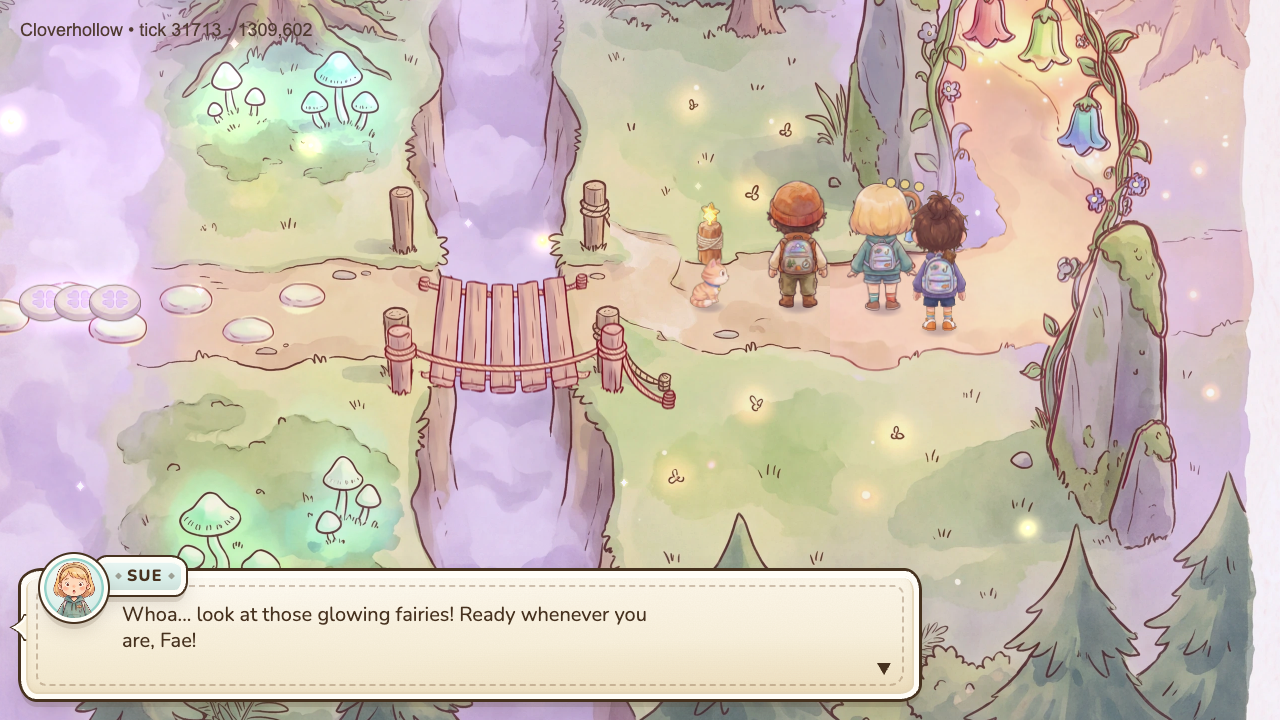 Cloverhollow • tick 31713 · 1309,602
SUE
Whoa... look at those glowing fairies! Ready whenever you
are, Fae!